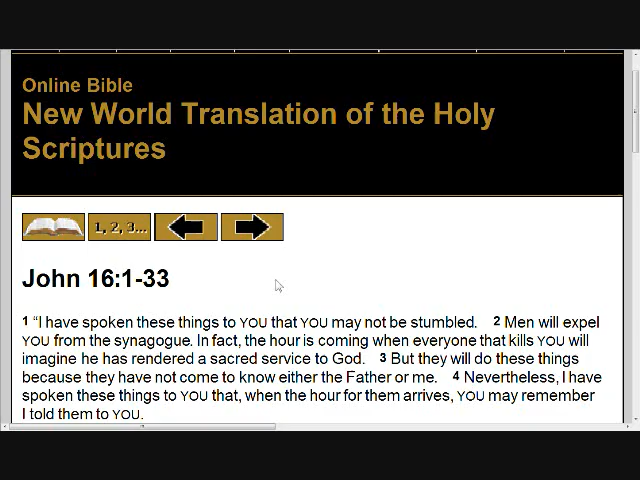 Online Bible
New World Translation of the Holy
Scriptures
1, 2, 3...
John 16:1-33
1 “I have spoken these things to YOU that YOU may not be stumbled. 2 Men will expel
YOU from the synagogue. In fact, the hour is coming when everyone that kills YOU will
imagine he has rendered a sacred service to God. 3 But they will do these things
because they have not come to know either the Father or me. 4 Nevertheless, I have
spoken these things to YOU that, when the hour for them arrives, YOU may remember
I told them to YOU.